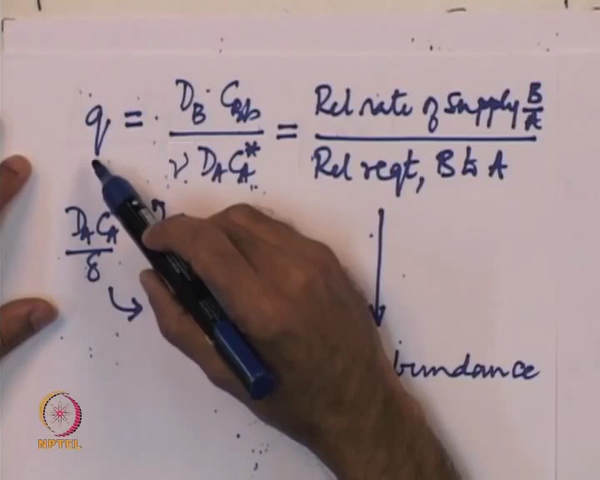 q = D_B C_Bb / ν D_A C_A* = Rel rate of supply B/A / Rel reqt, B to A
D_A C_A / δ
bundance
NPTEL